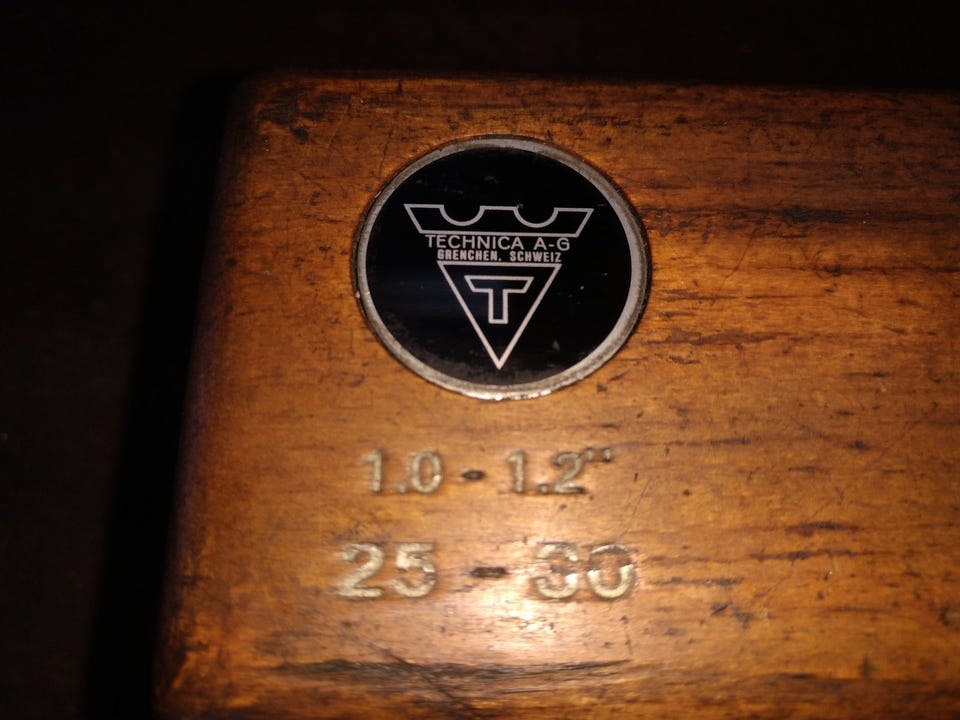 TECHNICA A-G
GRENCHEN, SCHWEIZ
T
1.0 - 1.2"
25 - 30